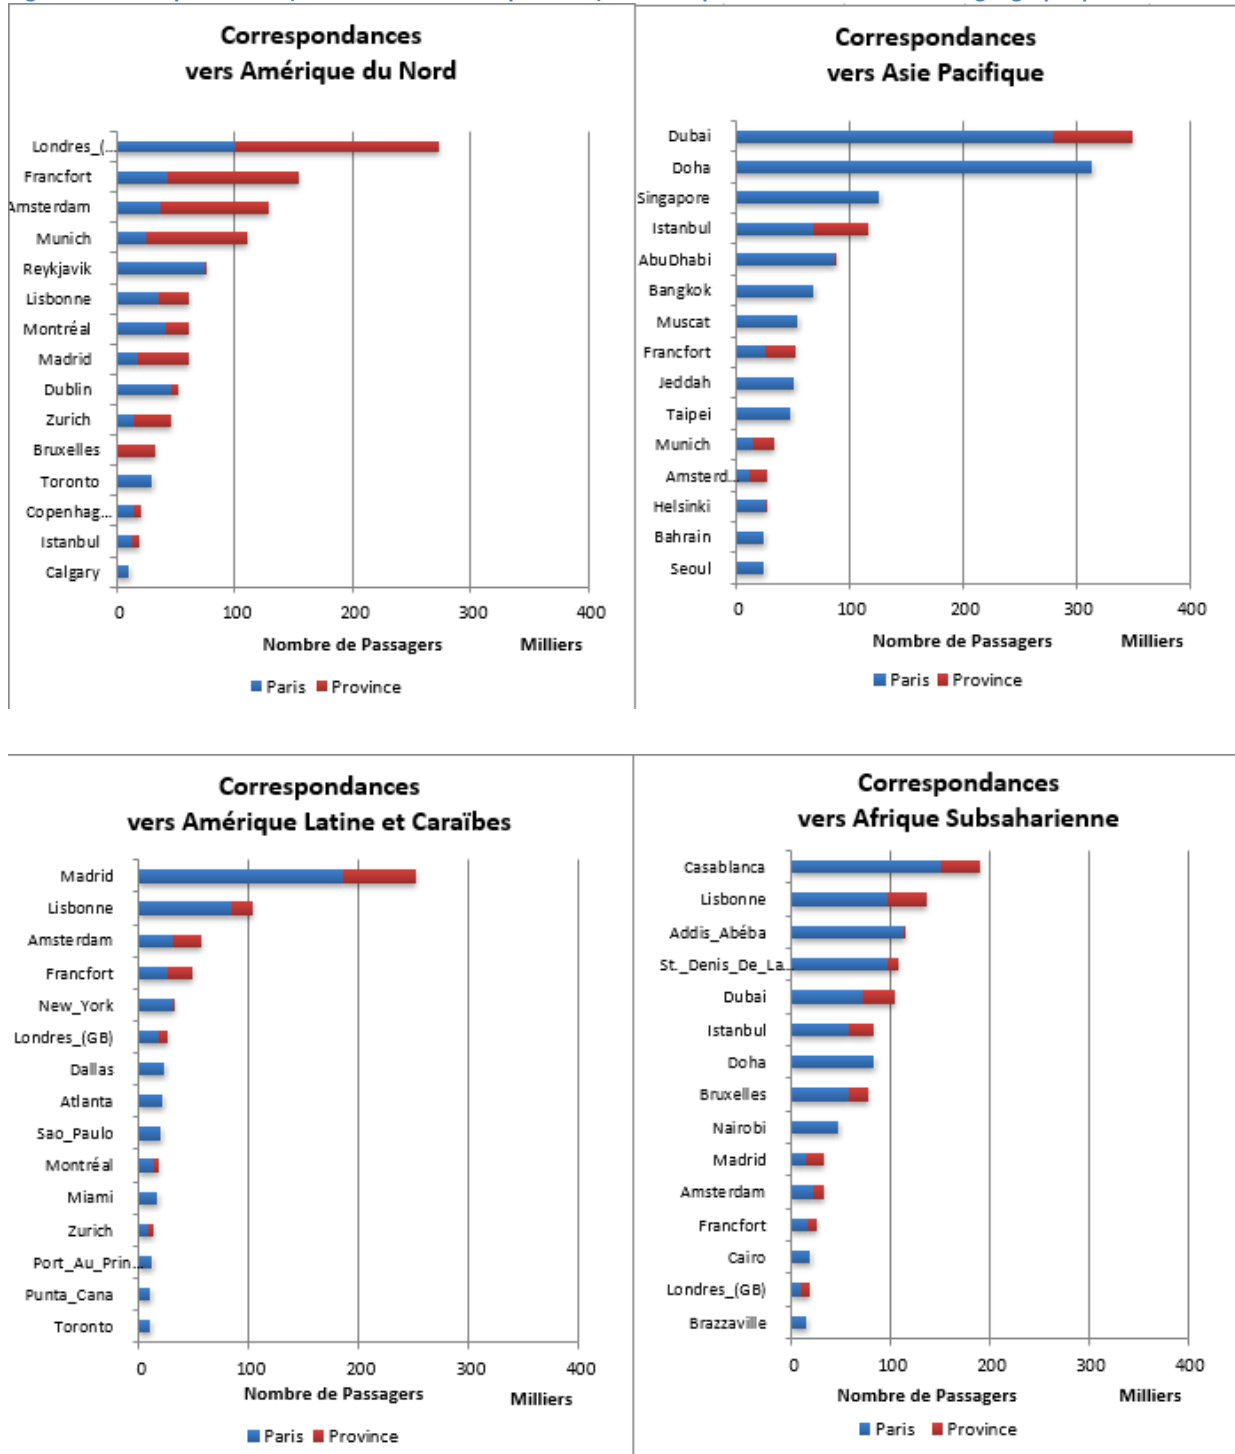 Correspondances
vers Amérique du Nord
Londres_(...
Francfort
Amsterdam
Munich
Reykjavik
Lisbonne
Montréal
Madrid
Dublin
Zurich
Bruxelles
Toronto
Copenhag...
Istanbul
Calgary
0 100 200 300 400
Nombre de Passagers Milliers
Paris Province
Correspondances
vers Asie Pacifique
Dubai
Doha
Singapore
Istanbul
AbuDhabi
Bangkok
Muscat
Francfort
Jeddah
Taipei
Munich
Amsterd...
Helsinki
Bahrain
Seoul
0 100 200 300 400
Nombre de Passagers Milliers
Paris Province
Correspondances
vers Amérique Latine et Caraïbes
Madrid
Lisbonne
Amsterdam
Francfort
New_York
Londres_(GB)
Dallas
Atlanta
Sao_Paulo
Montréal
Miami
Zurich
Port_Au_Prin...
Punta_Cana
Toronto
0 100 200 300 400
Nombre de Passagers Milliers
Paris Province
Correspondances
vers Afrique Subsaharienne
Casablanca
Lisbonne
Addis_Abéba
St._Denis_De_La...
Dubai
Istanbul
Doha
Bruxelles
Nairobi
Madrid
Amsterdam
Francfort
Cairo
Londres_(GB)
Brazzaville
0 100 200 300 400
Nombre de Passagers Milliers
Paris Province